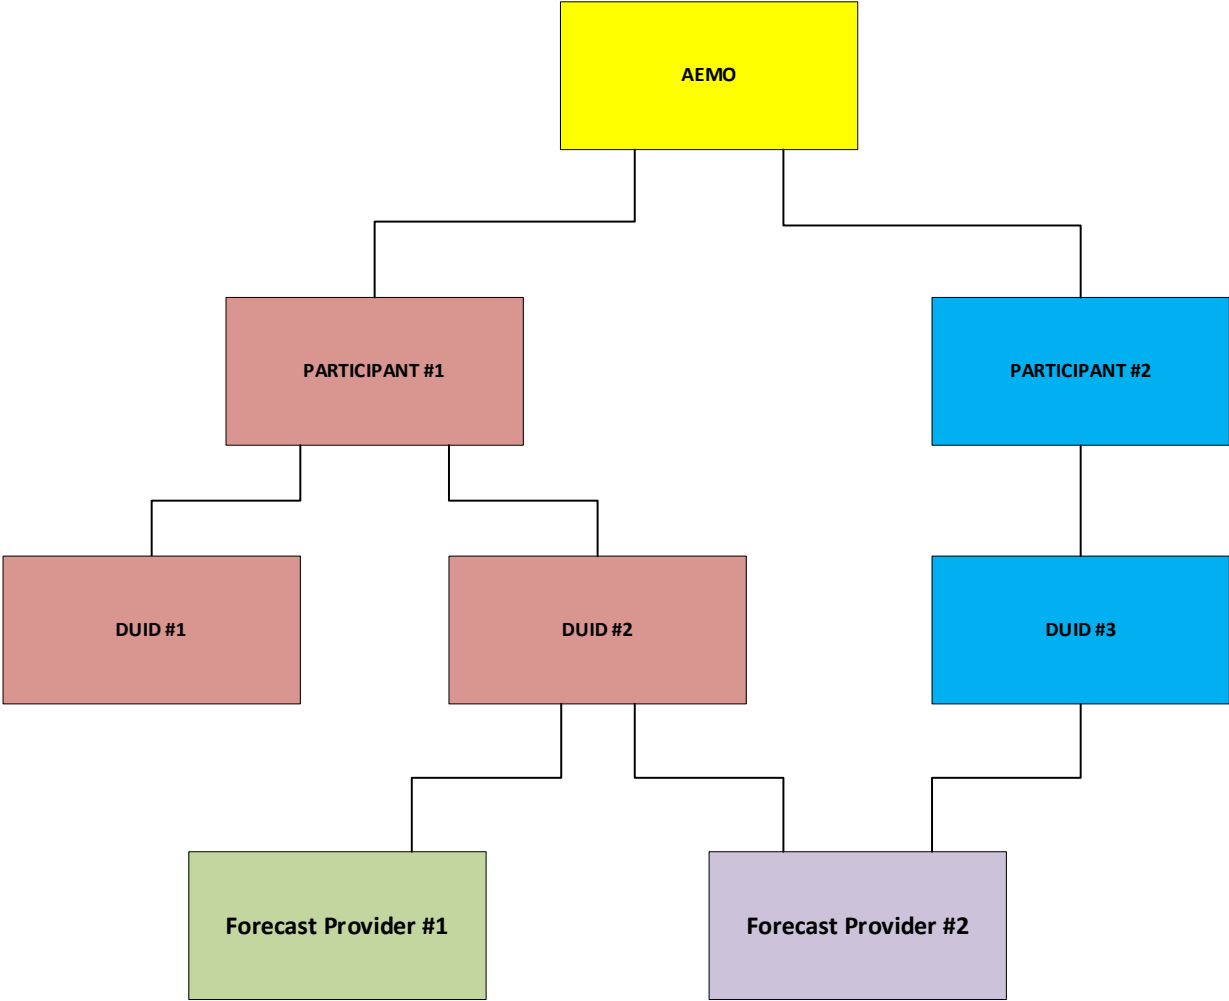 AEMO
PARTICIPANT #1
PARTICIPANT #2
DUID #1
DUID #2
DUID #3
Forecast Provider #1
Forecast Provider #2